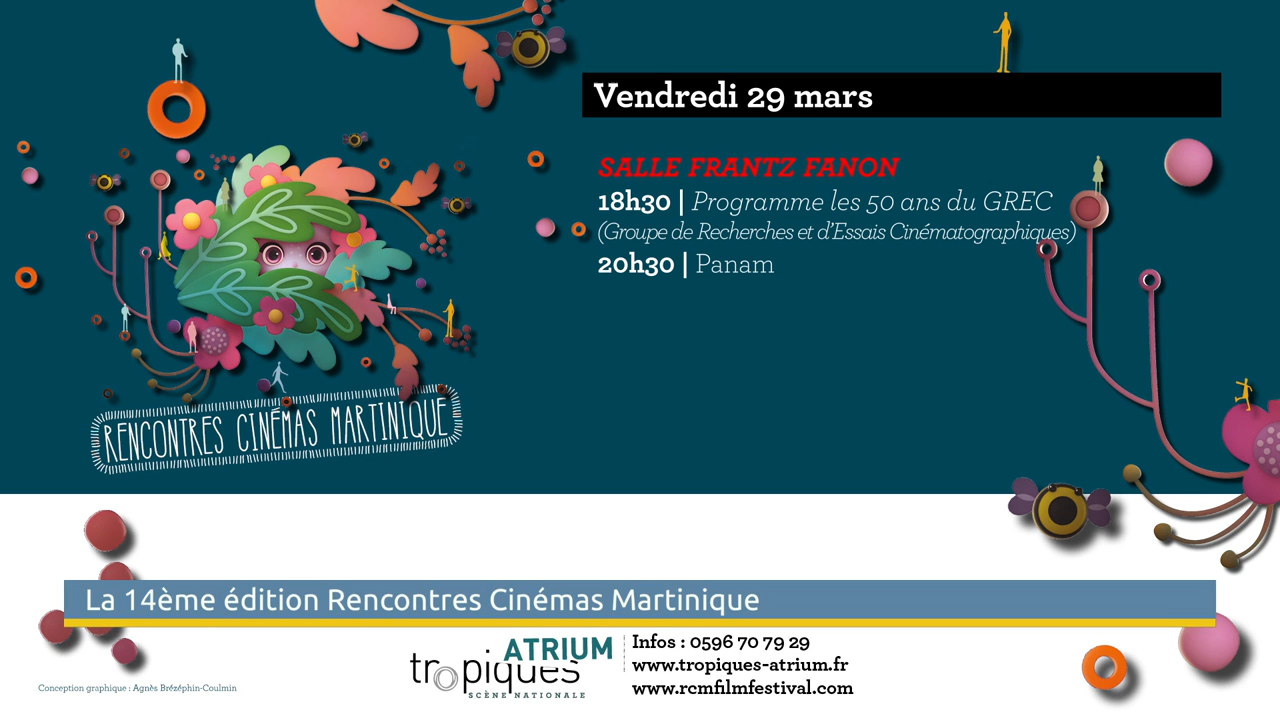 Vendredi 29 mars
SALLE FRANTZ FANON
18h30 | Programme les 50 ans du GREC
(Groupe de Recherches et d'Essais Cinématographiques)
20h30 | Panam
RENCONTRES CINÉMAS MARTINIQUE
La 14ème édition Rencontres Cinémas Martinique
tropiques ATRIUM
SCÈNE NATIONALE
Infos : 0596 70 79 29
www.tropiques-atrium.fr
www.rcmfilmfestival.com
Conception graphique : Agnès Brézéphin-Coulmin